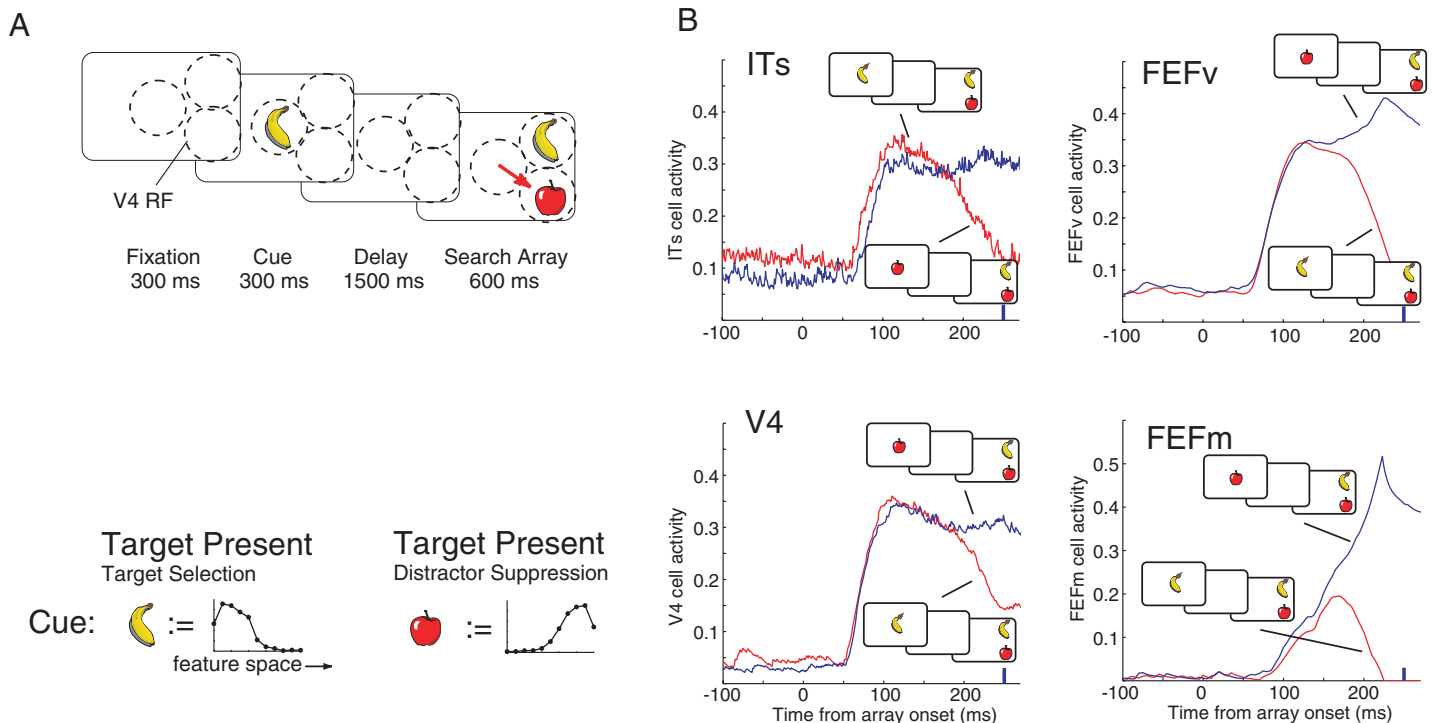 A
V4 RF
Fixation
300 ms
Cue
300 ms
Delay
1500 ms
Search Array
600 ms
Target Present
Target Selection
Target Present
Distractor Suppression
Cue:
:=
feature space
:=
B
ITs
ITs cell activity
0.4
0.3
0.2
0.1
-100
0
100
200
FEFv
FEFv cell activity
0.4
0.3
0.2
0.1
-100
0
100
200
V4
V4 cell activity
0.4
0.3
0.2
0.1
-100
0
100
200
Time from array onset (ms)
FEFm
FEFm cell activity
0.5
0.4
0.3
0.2
0.1
-100
0
100
200
Time from array onset (ms)